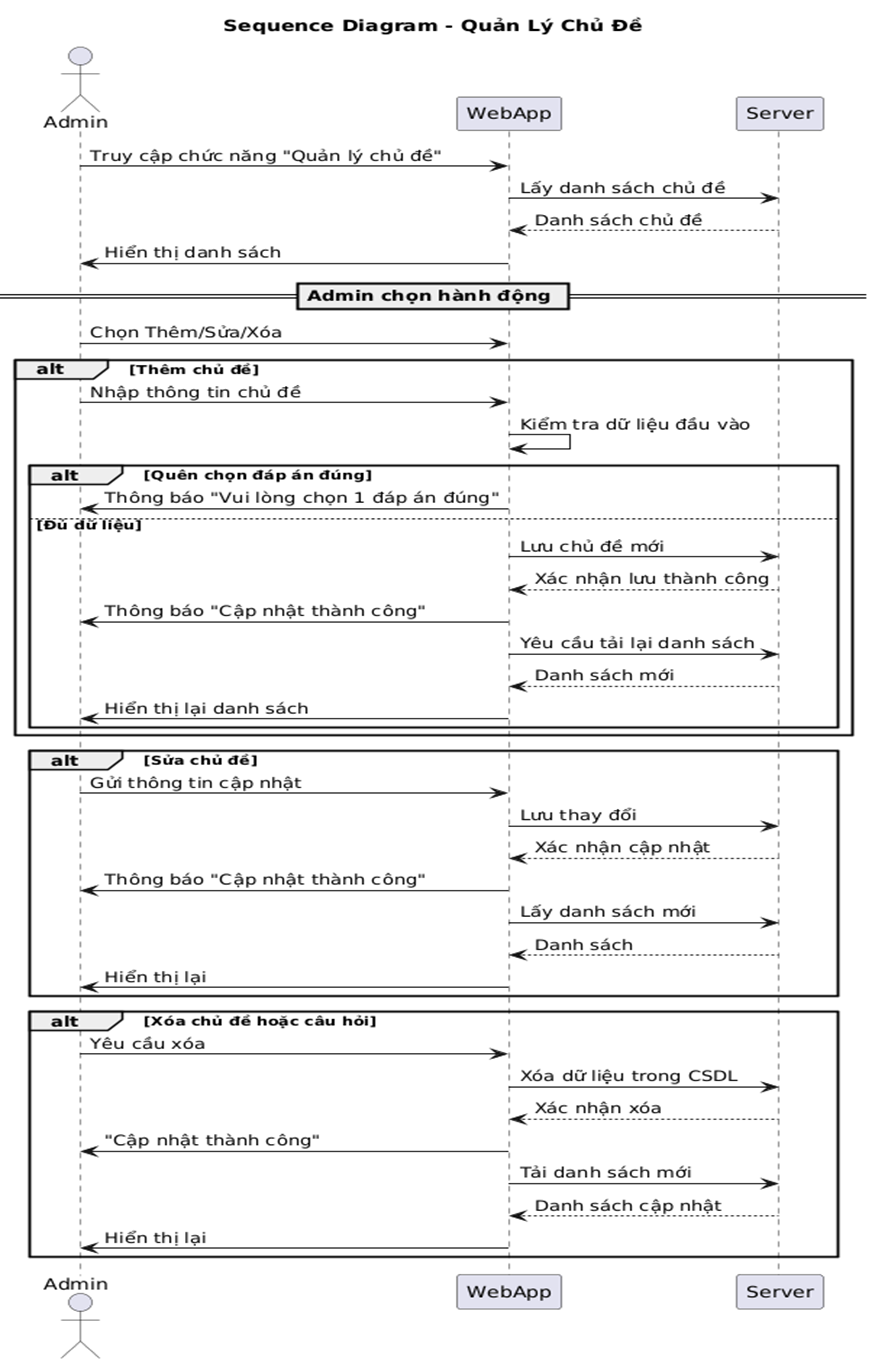 Sequence Diagram - Quản Lý Chủ Đề
Admin
WebApp
Server
Truy cập chức năng "Quản lý chủ đề"
Lấy danh sách chủ đề
Danh sách chủ đề
Hiển thị danh sách
Admin chọn hành động
Chọn Thêm/Sửa/Xóa
alt [Thêm chủ đề]
Nhập thông tin chủ đề
Kiểm tra dữ liệu đầu vào
alt [Quên chọn đáp án đúng]
Thông báo "Vui lòng chọn 1 đáp án đúng"
[Đủ dữ liệu]
Lưu chủ đề mới
Xác nhận lưu thành công
Thông báo "Cập nhật thành công"
Yêu cầu tải lại danh sách
Danh sách mới
Hiển thị lại danh sách
alt [Sửa chủ đề]
Gửi thông tin cập nhật
Lưu thay đổi
Xác nhận cập nhật
Thông báo "Cập nhật thành công"
Lấy danh sách mới
Danh sách
Hiển thị lại
alt [Xóa chủ đề hoặc câu hỏi]
Yêu cầu xóa
Xóa dữ liệu trong CSDL
Xác nhận xóa
"Cập nhật thành công"
Tải danh sách mới
Danh sách cập nhật
Hiển thị lại
Admin
WebApp
Server